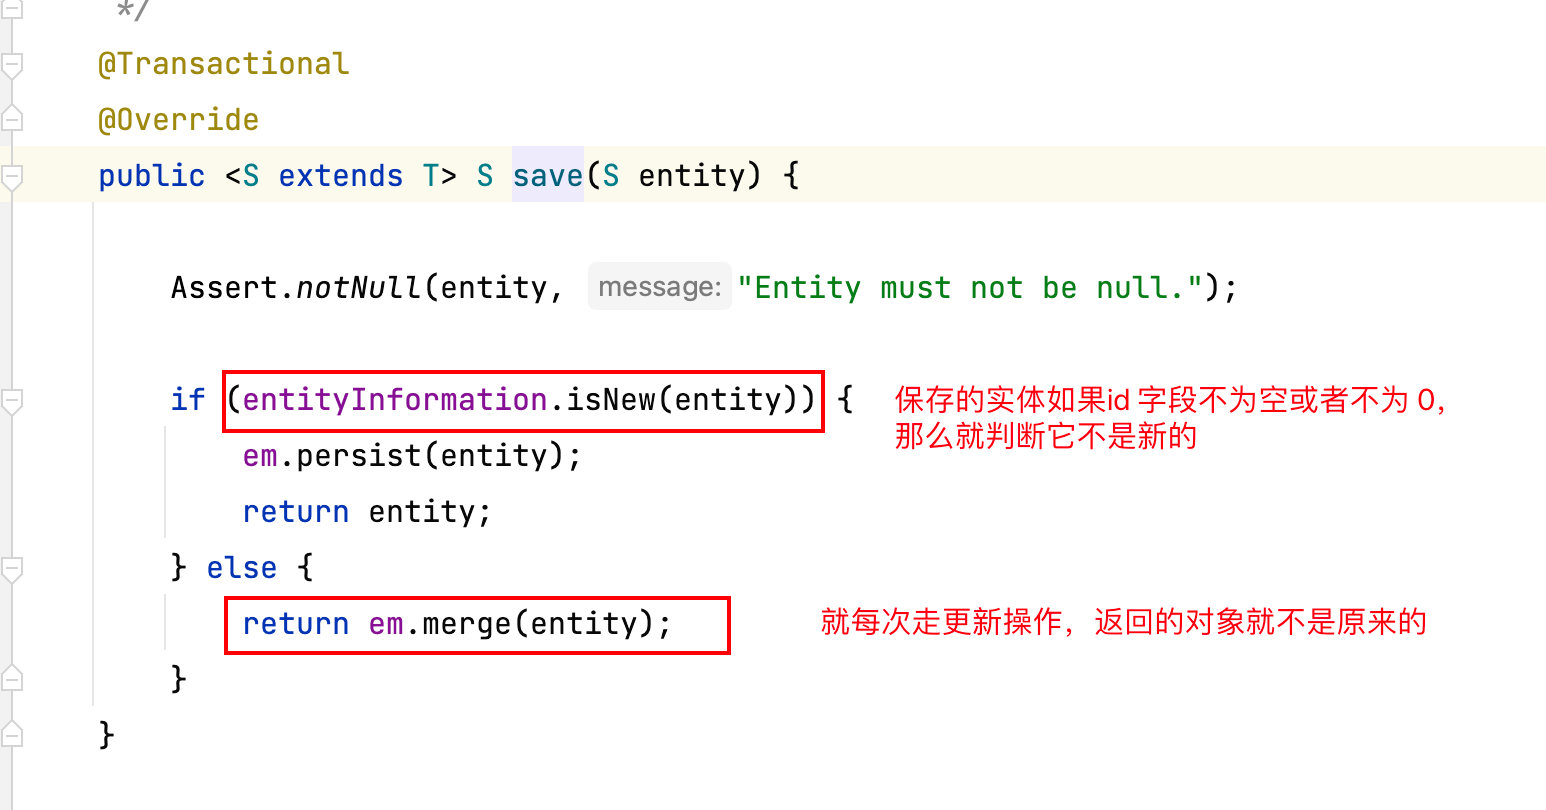 */
@Transactional
@Override
public <S extends T> S save(S entity) {
Assert.notNull(entity, message: "Entity must not be null.");
if (entityInformation.isNew(entity)) { 保存的实体如果id 字段不为空或者不为 0，
那么就判断它不是新的
em.persist(entity);
return entity;
} else {
return em.merge(entity); 就每次走更新操作，返回的对象就不是原来的
}
}